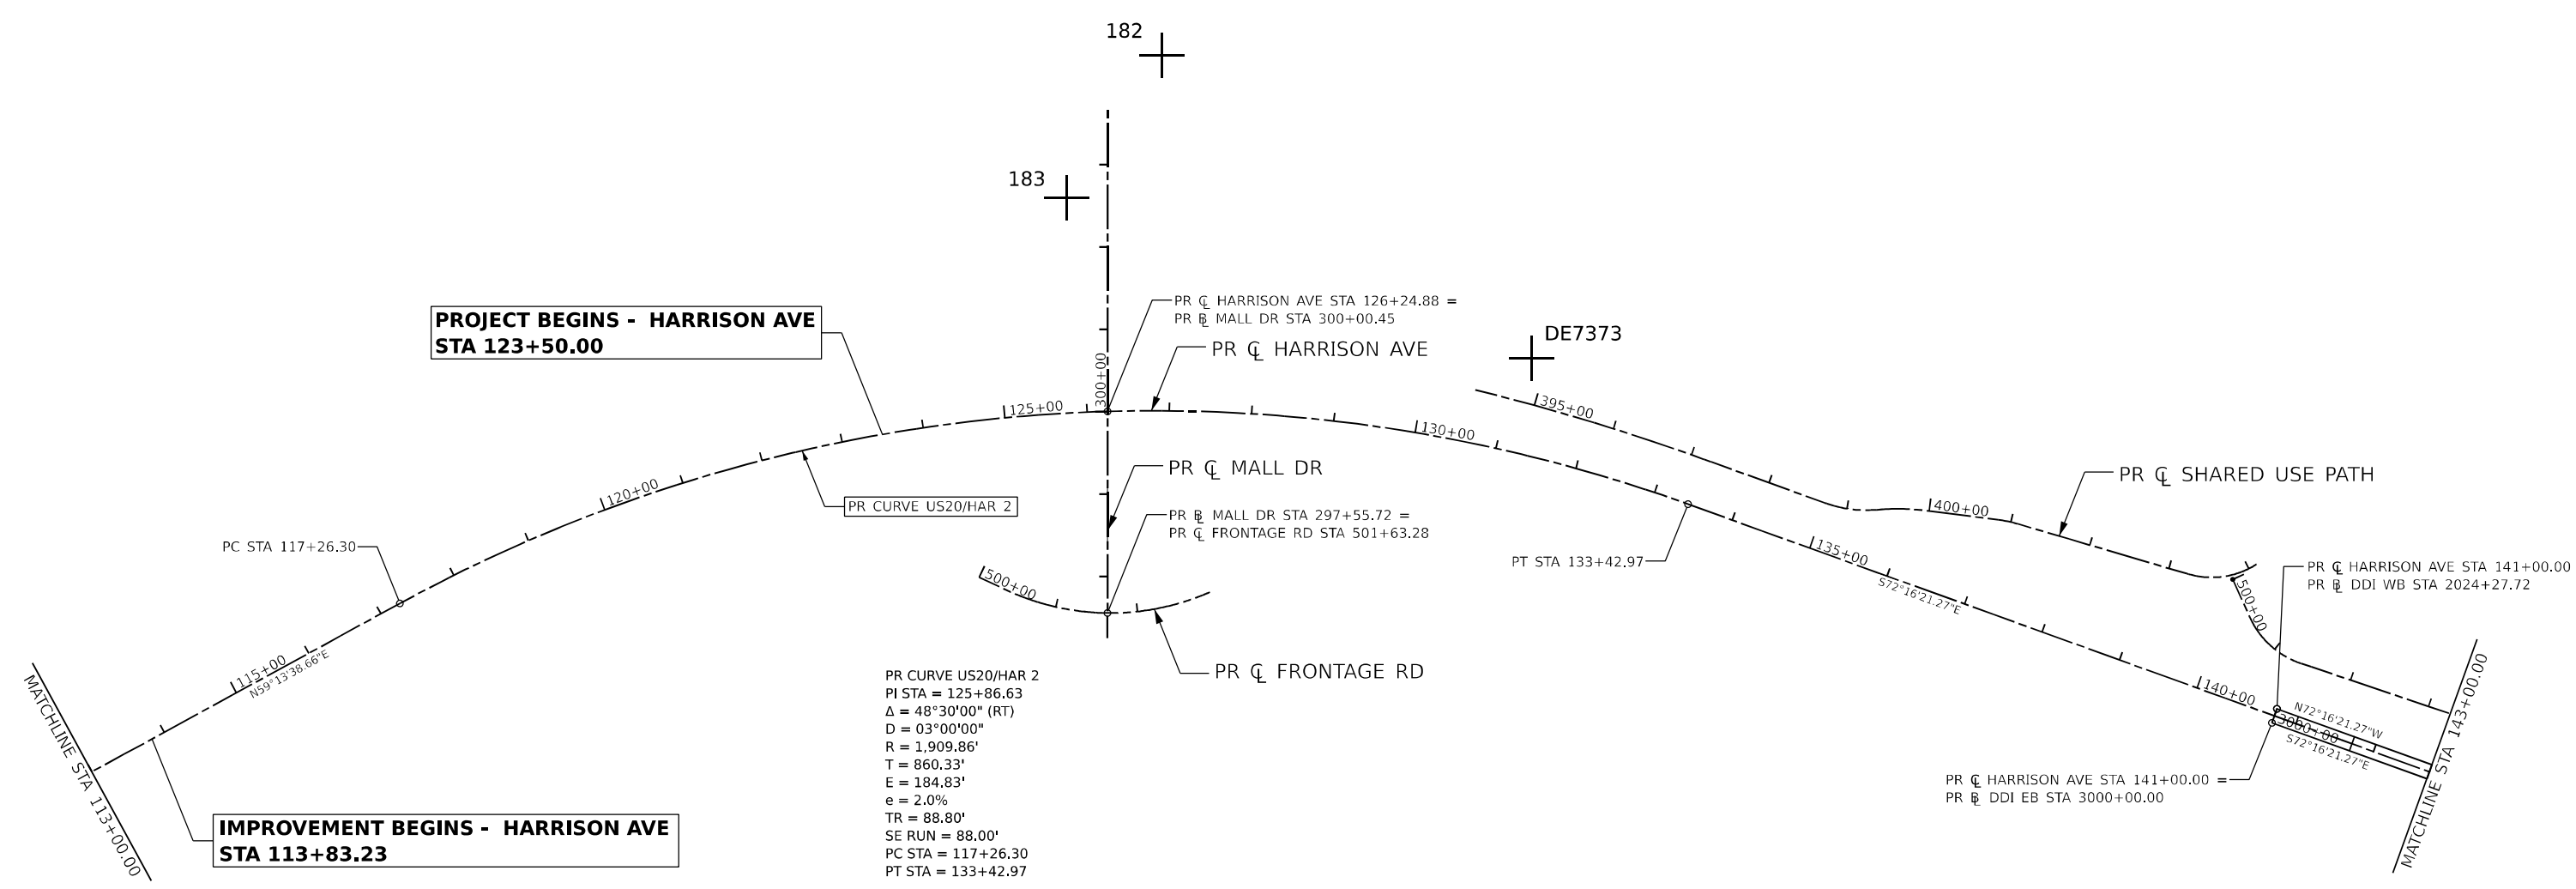 182
183
PR ℄ HARRISON AVE STA 126+24.88 =
PR BL MALL DR STA 300+00.45
PROJECT BEGINS - HARRISON AVE
STA 123+50.00
PR ℄ HARRISON AVE
DE7373
300+00
125+00
395+00
130+00
PR ℄ MALL DR
PR ℄ SHARED USE PATH
120+00
PR CURVE US20/HAR 2
PR BL MALL DR STA 297+55.72 =
PR ℄ FRONTAGE RD STA 501+63.28
400+00
PC STA 117+26.30
PT STA 133+42.97
135+00
S72°16'21.27"E
500+00
PR ℄ HARRISON AVE STA 141+00.00
PR BL DDI WB STA 2024+27.72
500+00
115+00
N59°13'38.66"E
PR ℄ FRONTAGE RD
PR CURVE US20/HAR 2
PI STA = 125+86.63
Δ = 48°30'00" (RT)
D = 03°00'00"
R = 1,909.86'
T = 860.33'
E = 184.83'
e = 2.0%
TR = 88.80'
SE RUN = 88.00'
PC STA = 117+26.30
PT STA = 133+42.97
140+00
N72°16'21.27"W
3000+00
S72°16'21.27"E
MATCHLINE STA 113+00.00
MATCHLINE STA 143+00.00
PR ℄ HARRISON AVE STA 141+00.00 =
PR BL DDI EB STA 3000+00.00
IMPROVEMENT BEGINS - HARRISON AVE
STA 113+83.23